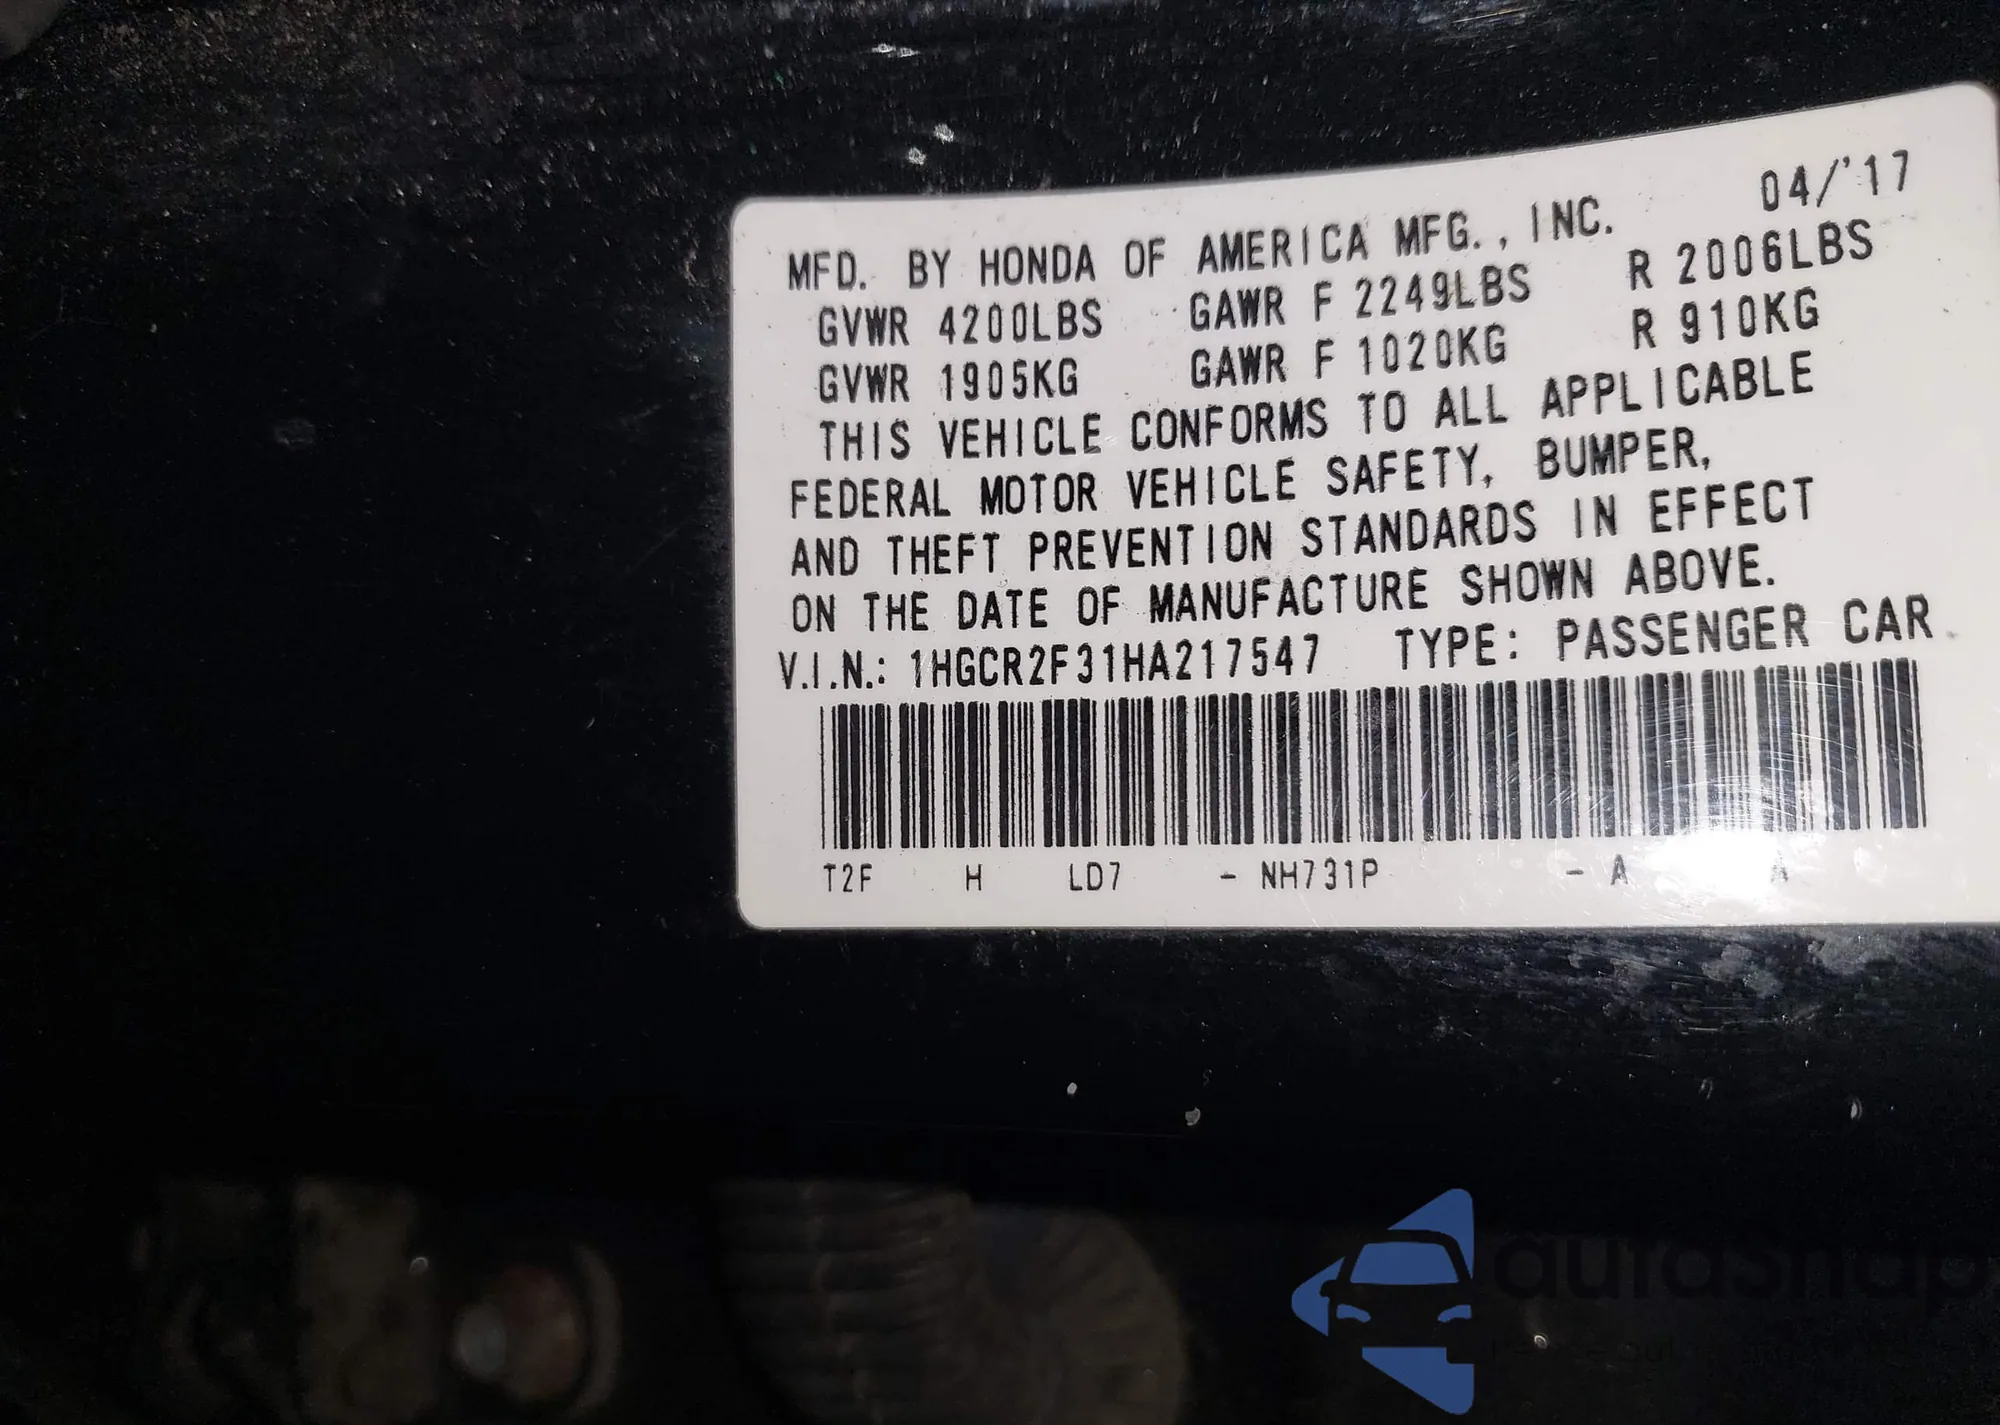 04/'17
MFD. BY HONDA OF AMERICA MFG., INC.
GVWR 4200LBS GAWR F 2249LBS R 2006LBS
GVWR 1905KG GAWR F 1020KG R 910KG
THIS VEHICLE CONFORMS TO ALL APPLICABLE
FEDERAL MOTOR VEHICLE SAFETY, BUMPER,
AND THEFT PREVENTION STANDARDS IN EFFECT
ON THE DATE OF MANUFACTURE SHOWN ABOVE.
V.I.N.: 1HGCR2F31HA217547 TYPE: PASSENGER CAR
T2F H LD7 - NH731P - A A
autasnap